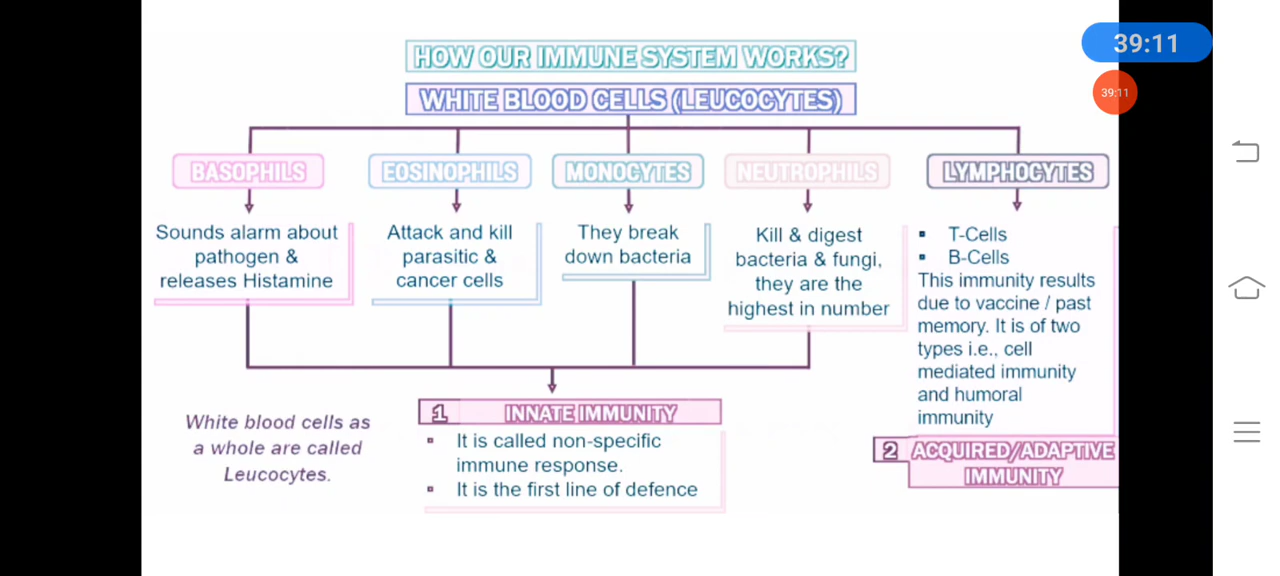 HOW OUR IMMUNE SYSTEM WORKS?
39:11
39:11
WHITE BLOOD CELLS (LEUCOCYTES)
BASOPHILS
Sounds alarm about
pathogen &
releases Histamine
EOSINOPHILS
Attack and kill
parasitic &
cancer cells
MONOCYTES
They break
down bacteria
NEUTROPHILS
Kill & digest
bacteria & fungi,
they are the
highest in number
LYMPHOCYTES
▪ T-Cells
▪ B-Cells
This immunity results
due to vaccine / past
memory. It is of two
types i.e., cell
mediated immunity
and humoral
immunity
White blood cells as
a whole are called
Leucocytes.
1 INNATE IMMUNITY
▪ It is called non-specific
immune response.
▪ It is the first line of defence
2 ACQUIRED/ADAPTIVE
IMMUNITY